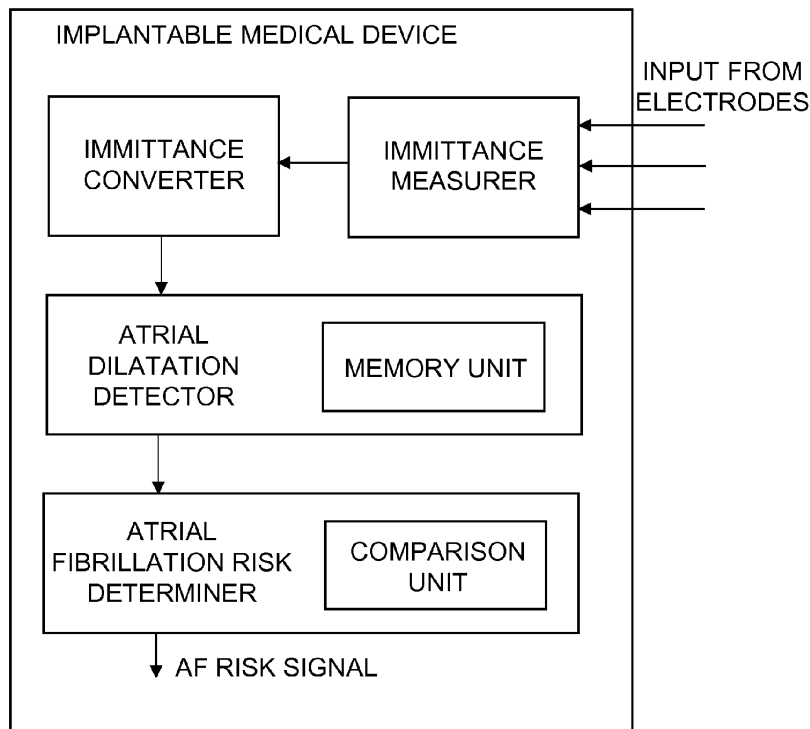 IMPLANTABLE MEDICAL DEVICE
INPUT FROM
ELECTRODES
IMMITTANCE
CONVERTER
IMMITTANCE
MEASURER
ATRIAL
DILATATION
DETECTOR
MEMORY UNIT
ATRIAL
FIBRILLATION RISK
DETERMINER
COMPARISON
UNIT
AF RISK SIGNAL